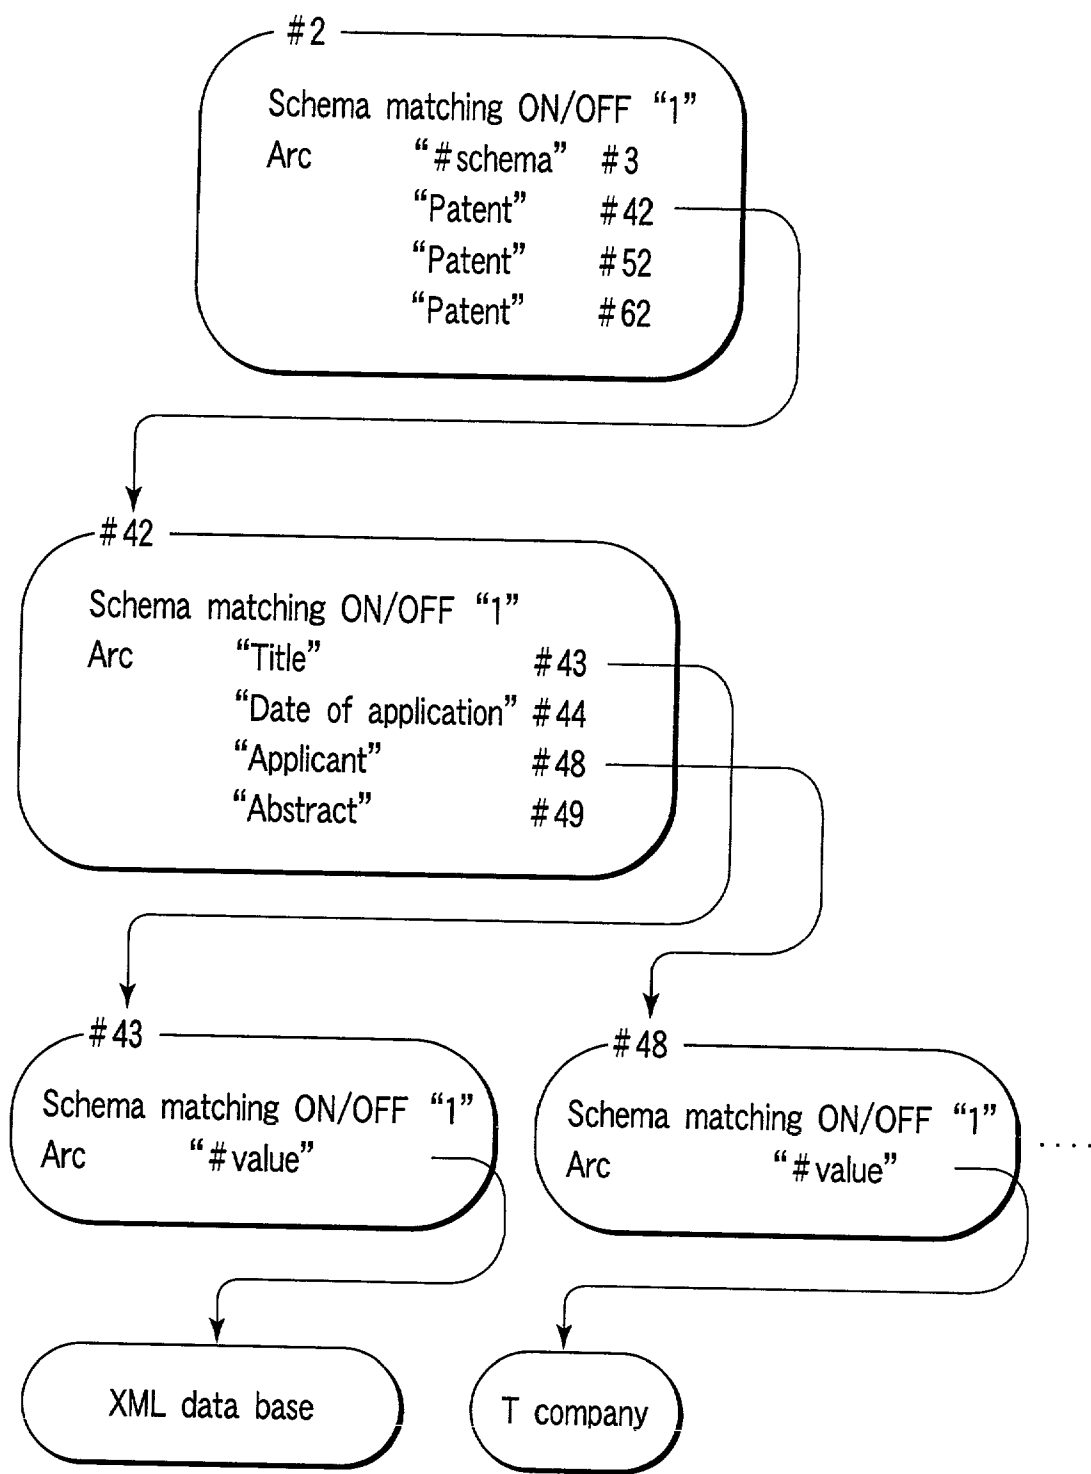 #2
Schema matching ON/OFF “1”
Arc “#schema” #3
“Patent” #42
“Patent” #52
“Patent” #62
#42
Schema matching ON/OFF “1”
Arc “Title” #43
“Date of application” #44
“Applicant” #48
“Abstract” #49
#43
Schema matching ON/OFF “1”
Arc “#value”
#48
Schema matching ON/OFF “1”
Arc “#value”
....
XML data base
T company